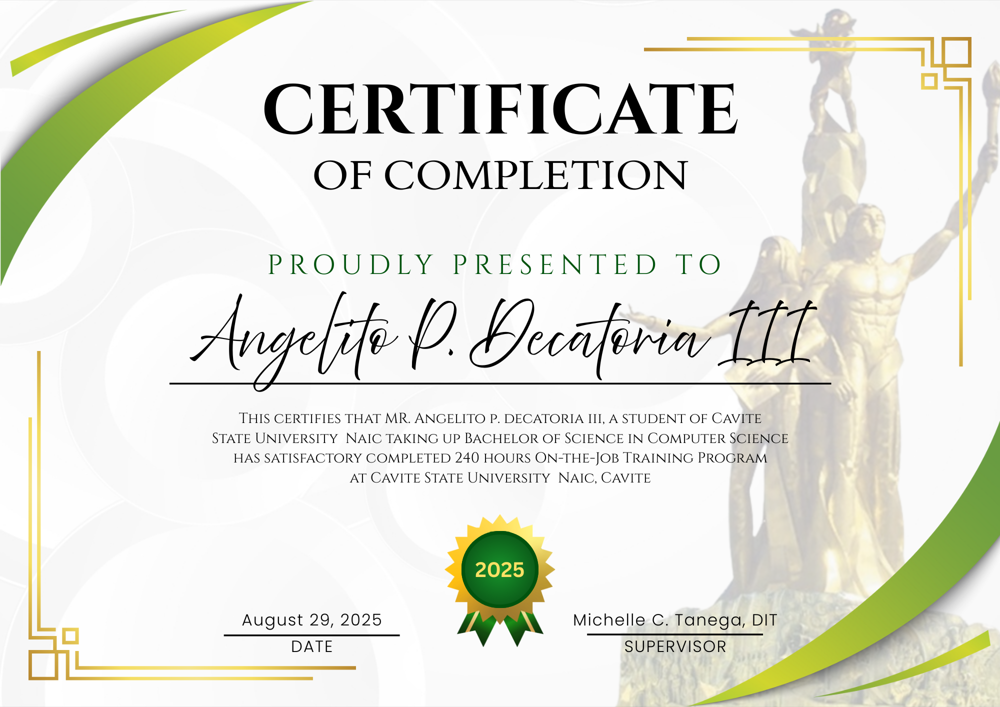 CERTIFICATE
OF COMPLETION
PROUDLY PRESENTED TO
Angelito P. Decatoria III
This certifies that MR. Angelito P. Decatoria III, a student of Cavite
State University  Naic taking up Bachelor of Science in Computer Science
has satisfactory completed 240 hours On-the-Job Training Program
at Cavite State University  Naic, Cavite
2025
August 29, 2025
DATE
Michelle C. Tanega, DIT
SUPERVISOR